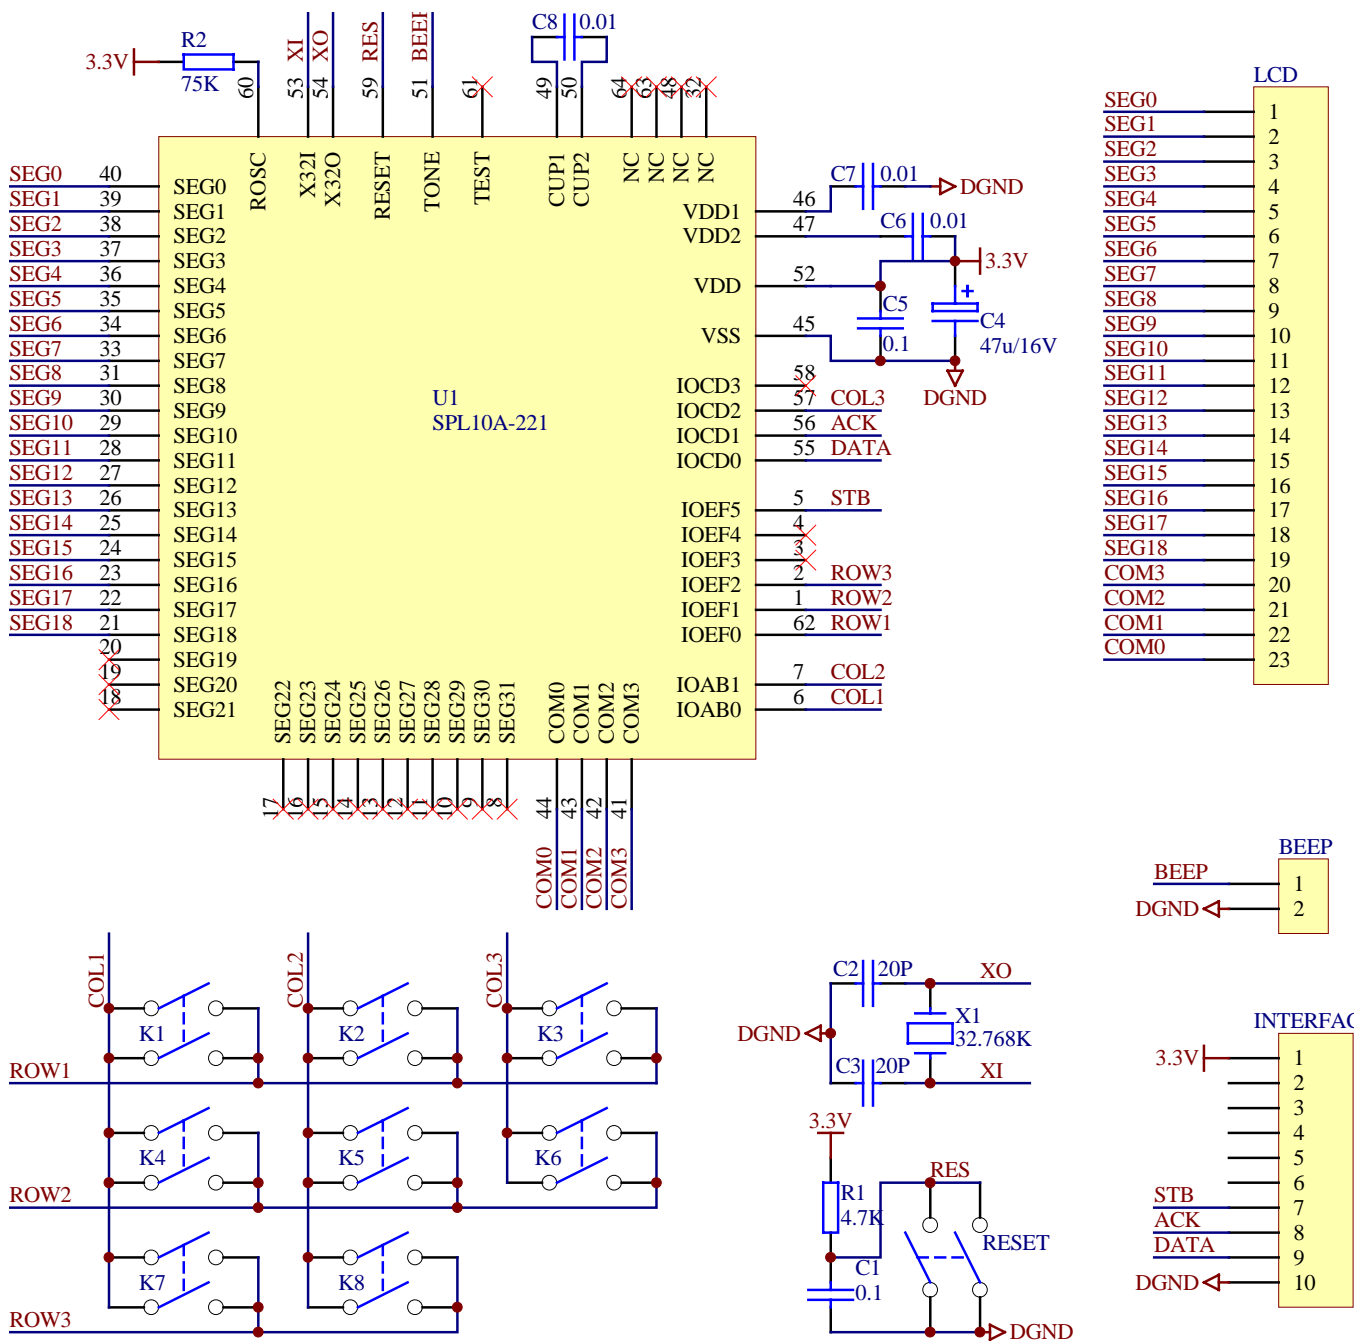 C8 0.01
R2
3.3V
75K
60
XI
53
XO
54
RES
59
BEEP
51
61
49
50
64
63
48
32
ROSC
X32I
X32O
RESET
TONE
TEST
CUP1
CUP2
NC
NC
NC
NC
SEG0 40 SEG0
SEG1 39 SEG1
SEG2 38 SEG2
SEG3 37 SEG3
SEG4 36 SEG4
SEG5 35 SEG5
SEG6 34 SEG6
SEG7 33 SEG7
SEG8 31 SEG8
SEG9 30 SEG9
SEG10 29 SEG10
SEG11 28 SEG11
SEG12 27 SEG12
SEG13 26 SEG13
SEG14 25 SEG14
SEG15 24 SEG15
SEG16 23 SEG16
SEG17 22 SEG17
SEG18 21 SEG18
20 SEG19
19 SEG20
18 SEG21
U1
SPL10A-221
VDD1 46
C7 0.01
DGND
VDD2 47
C6 0.01
3.3V
VDD 52
C5
0.1
C4
47u/16V
VSS 45
DGND
IOCD3 58
IOCD2 57 COL3
IOCD1 56 ACK
IOCD0 55 DATA
IOEF5 5 STB
IOEF4 4
IOEF3 3
IOEF2 2 ROW3
IOEF1 1 ROW2
IOEF0 62 ROW1
IOAB1 7 COL2
IOAB0 6 COL1
SEG22
SEG23
SEG24
SEG25
SEG26
SEG27
SEG28
SEG29
SEG30
SEG31
COM0
COM1
COM2
COM3
17
16
15
14
13
12
11
10
9
8
44
43
42
41
COM0
COM1
COM2
COM3
LCD
SEG0 1
SEG1 2
SEG2 3
SEG3 4
SEG4 5
SEG5 6
SEG6 7
SEG7 8
SEG8 9
SEG9 10
SEG10 11
SEG11 12
SEG12 13
SEG13 14
SEG14 15
SEG15 16
SEG16 17
SEG17 18
SEG18 19
COM3 20
COM2 21
COM1 22
COM0 23
BEEP
BEEP 1
DGND 2
COL1
COL2
COL3
K1
K2
K3
ROW1
K4
K5
K6
ROW2
K7
K8
ROW3
C2 20P
XO
DGND
X1
32.768K
C3 20P
XI
3.3V
R1
4.7K
RES
RESET
C1
0.1
DGND
INTERFAC
3.3V 1
2
3
4
5
6
STB 7
ACK 8
DATA 9
DGND 10